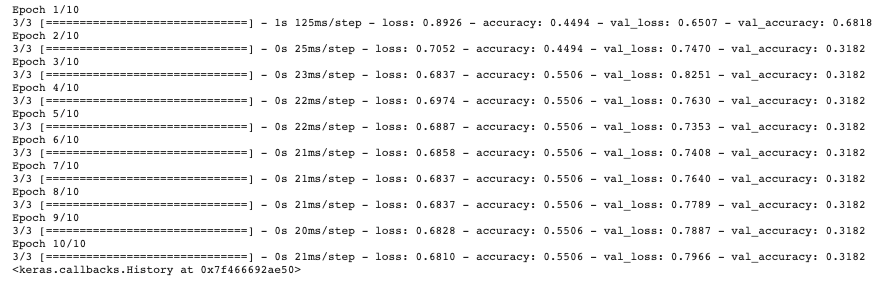 Epoch 1/10
3/3 [==============================] - 1s 125ms/step - loss: 0.8926 - accuracy: 0.4494 - val_loss: 0.6507 - val_accuracy: 0.6818
Epoch 2/10
3/3 [==============================] - 0s 25ms/step - loss: 0.7052 - accuracy: 0.4494 - val_loss: 0.7470 - val_accuracy: 0.3182
Epoch 3/10
3/3 [==============================] - 0s 23ms/step - loss: 0.6837 - accuracy: 0.5506 - val_loss: 0.8251 - val_accuracy: 0.3182
Epoch 4/10
3/3 [==============================] - 0s 22ms/step - loss: 0.6974 - accuracy: 0.5506 - val_loss: 0.7630 - val_accuracy: 0.3182
Epoch 5/10
3/3 [==============================] - 0s 22ms/step - loss: 0.6887 - accuracy: 0.5506 - val_loss: 0.7353 - val_accuracy: 0.3182
Epoch 6/10
3/3 [==============================] - 0s 21ms/step - loss: 0.6858 - accuracy: 0.5506 - val_loss: 0.7408 - val_accuracy: 0.3182
Epoch 7/10
3/3 [==============================] - 0s 21ms/step - loss: 0.6837 - accuracy: 0.5506 - val_loss: 0.7640 - val_accuracy: 0.3182
Epoch 8/10
3/3 [==============================] - 0s 21ms/step - loss: 0.6837 - accuracy: 0.5506 - val_loss: 0.7789 - val_accuracy: 0.3182
Epoch 9/10
3/3 [==============================] - 0s 20ms/step - loss: 0.6828 - accuracy: 0.5506 - val_loss: 0.7887 - val_accuracy: 0.3182
Epoch 10/10
3/3 [==============================] - 0s 21ms/step - loss: 0.6810 - accuracy: 0.5506 - val_loss: 0.7966 - val_accuracy: 0.3182
<keras.callbacks.History at 0x7f466692ae50>